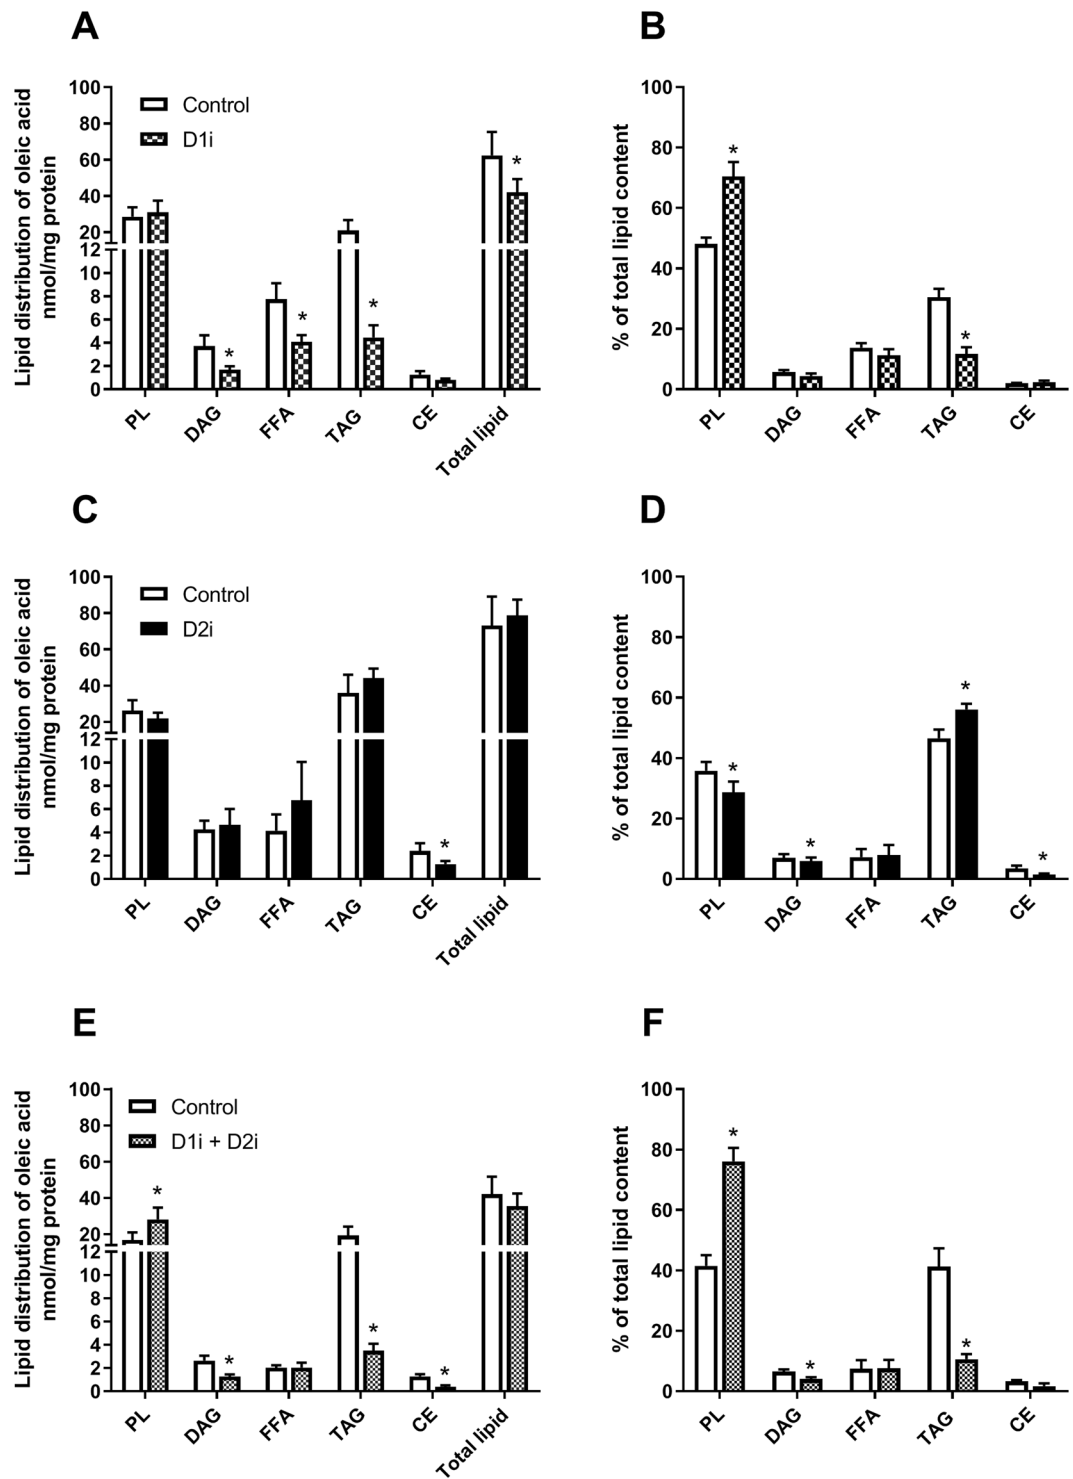 A
Lipid distribution of oleic acid
nmol/mg protein
100
80
60
40
20
12
10
8
6
4
2
0
Control
D1i
*
*
*
*
PL
DAG
FFA
TAG
CE
Total lipid
B
% of total lipid content
100
80
60
40
20
0
*
*
PL
DAG
FFA
TAG
CE
C
Lipid distribution of oleic acid
nmol/mg protein
100
80
60
40
20
12
10
8
6
4
2
0
Control
D2i
*
PL
DAG
FFA
TAG
CE
Total lipid
D
% of total lipid content
100
80
60
40
20
0
*
*
*
*
PL
DAG
FFA
TAG
CE
E
Lipid distribution of oleic acid
nmol/mg protein
100
80
60
40
20
12
10
8
6
4
2
0
Control
D1i + D2i
*
*
*
*
PL
DAG
FFA
TAG
CE
Total lipid
F
% of total lipid content
100
80
60
40
20
0
*
*
*
PL
DAG
FFA
TAG
CE